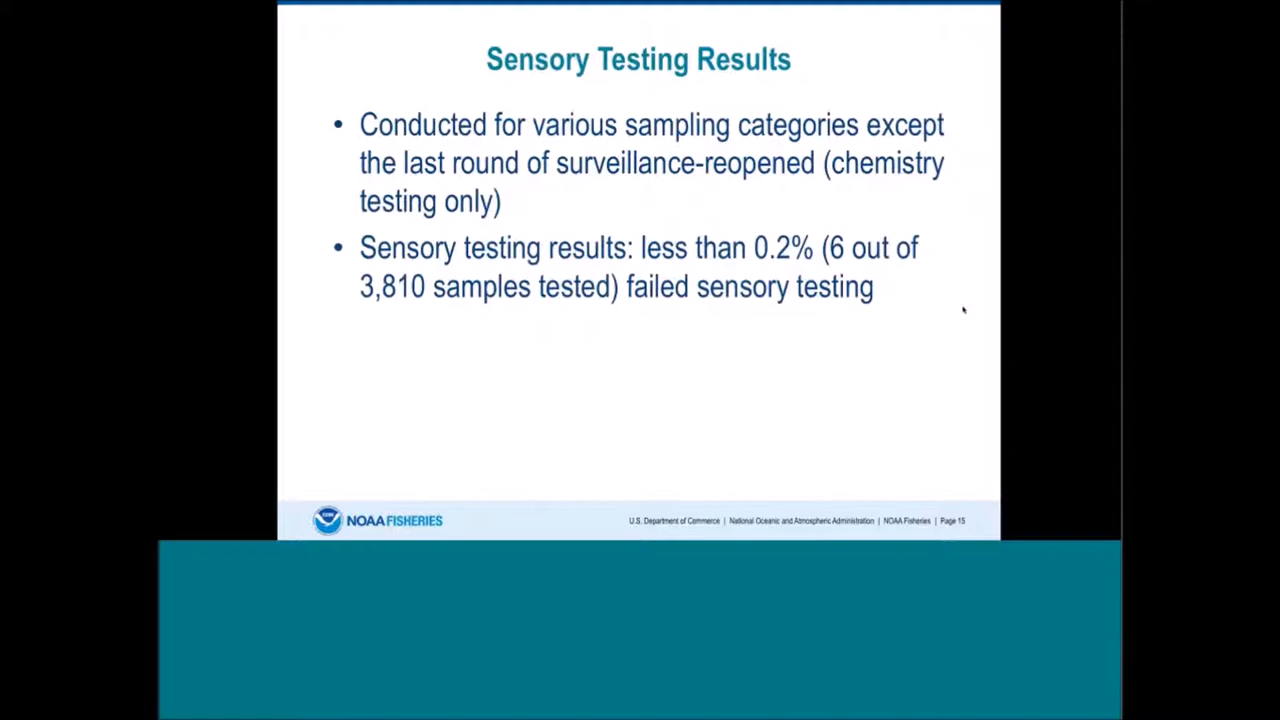 Sensory Testing Results
• Conducted for various sampling categories except
the last round of surveillance-reopened (chemistry
testing only)
• Sensory testing results: less than 0.2% (6 out of
3,810 samples tested) failed sensory testing
NOAA FISHERIES
U.S. Department of Commerce | National Oceanic and Atmospheric Administration | NOAA Fisheries | Page 15